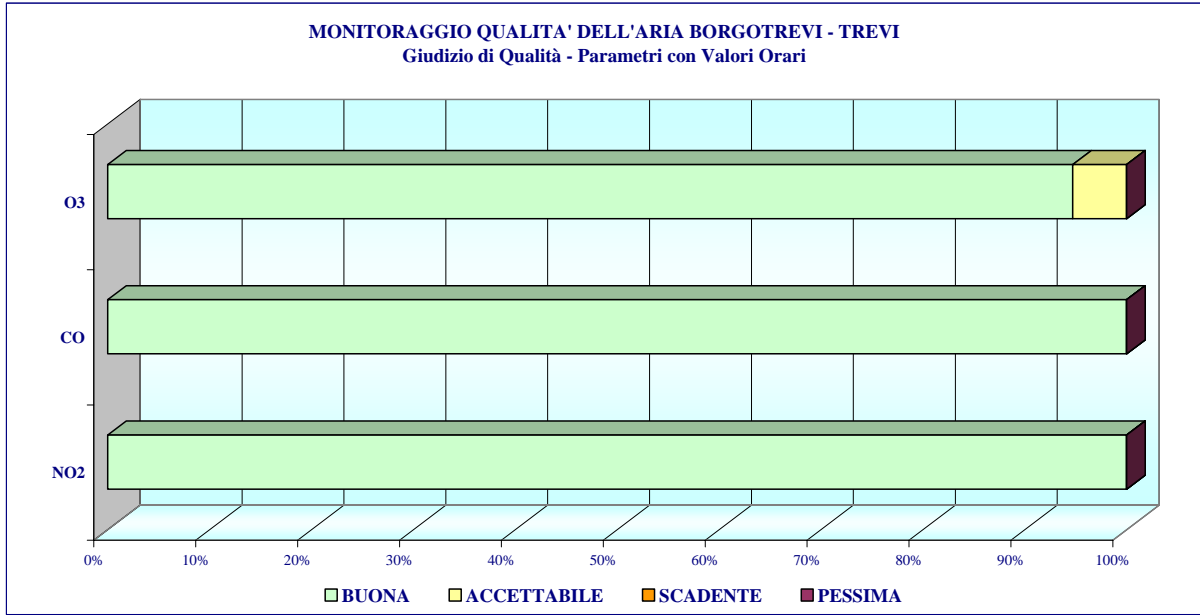 MONITORAGGIO QUALITA' DELL'ARIA BORGOTREVI - TREVI
Giudizio di Qualità - Parametri con Valori Orari
O3
CO
NO2
0% 10% 20% 30% 40% 50% 60% 70% 80% 90% 100%
BUONA ACCETTABILE SCADENTE PESSIMA